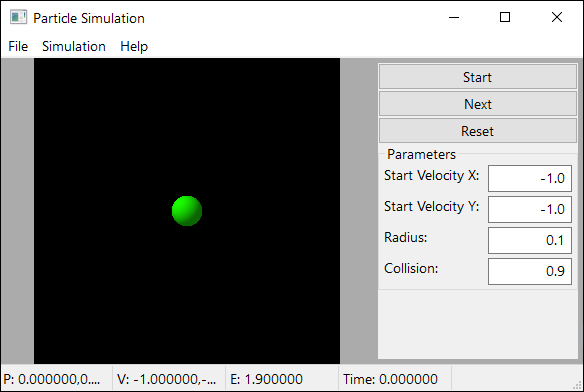 Particle Simulation
File Simulation Help
Start
Next
Reset
Parameters
Start Velocity X: -1.0
Start Velocity Y: -1.0
Radius: 0.1
Collision: 0.9
P: 0.000000,0.... V: -1.000000,-... E: 1.900000 Time: 0.000000